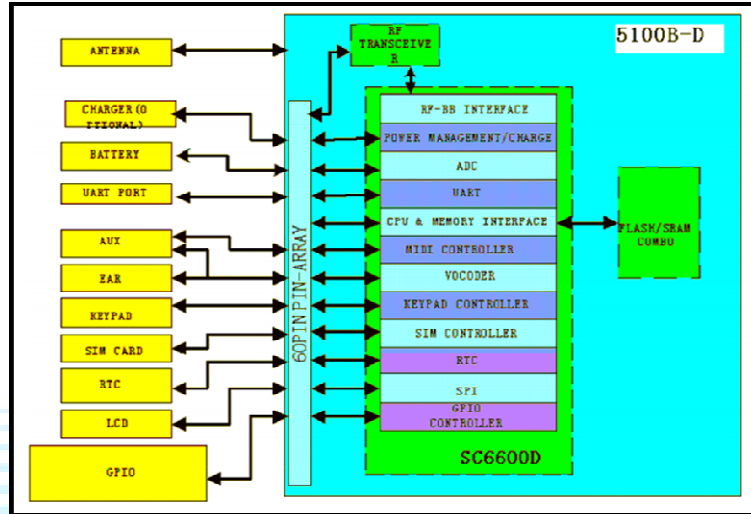 5100B-D
RF
TRANSCEIVE
R
ANTENNA
CHARGER(O
PTIONAL)
BATTERY
UART PORT
AUX
EAR
KEYPAD
SIM CARD
RTC
LCD
GPIO
60PIN PIN-ARRAY
RF-BB INTERFACE
POWER MANAGEMENT/CHARGE
ADC
UART
CPU & MEMORY INTERFACE
MIDI CONTROLLER
VOCODER
KEYPAD CONTROLLER
SIM CONTROLLER
RTC
SPI
GPIO
CONTROLLER
SC6600D
FLASH/SRAM
COMBO